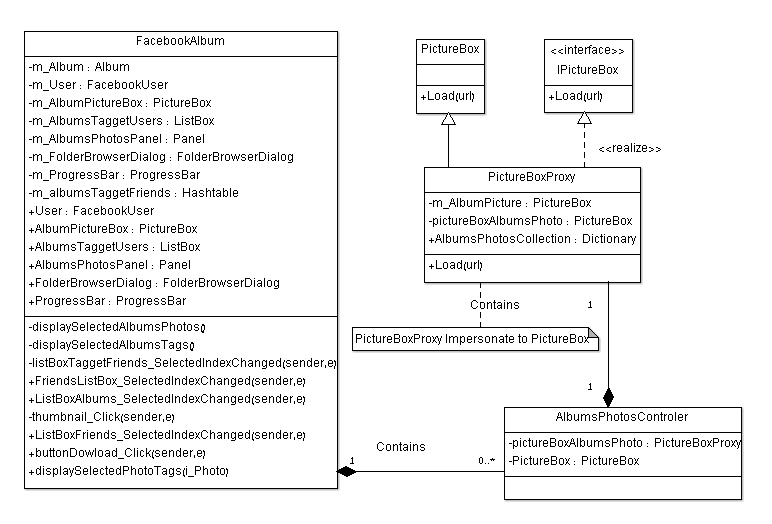 FacebookAlbum
-m_Album : Album
-m_User : FacebookUser
-m_AlbumPictureBox : PictureBox
-m_AlbumsTaggetUsers : ListBox
-m_AlbumsPhotosPanel : Panel
-m_FolderBrowserDialog : FolderBrowserDialog
-m_ProgressBar : ProgressBar
-m_albumsTaggetFriends : Hashtable
+User : FacebookUser
+AlbumPictureBox : PictureBox
+AlbumsTaggetUsers : ListBox
+AlbumsPhotosPanel : Panel
+FolderBrowserDialog : FolderBrowserDialog
+ProgressBar : ProgressBar
-displaySelectedAlbumsPhotos()
-displaySelectedAlbumsTags()
-listBoxTaggetFriends_SelectedIndexChanged(sender,e)
+FriendsListBox_SelectedIndexChanged(sender,e)
+ListBoxAlbums_SelectedIndexChanged(sender,e)
-thumbnail_Click(sender,e)
+ListBoxFriends_SelectedIndexChanged(sender,e)
+buttonDowload_Click(sender,e)
+displaySelectedPhotoTags(i_Photo)
PictureBox
+Load(url)
<<interface>>
IPictureBox
+Load(url)
<<realize>>
PictureBoxProxy
-m_AlbumPicture : PictureBox
-pictureBoxAlbumsPhoto : PictureBox
+AlbumsPhotosCollection : Dictionary
+Load(url)
Contains
1
PictureBoxProxy Impersonate to PictureBox
1
AlbumsPhotosControler
-pictureBoxAlbumsPhoto : PictureBoxProxy
-PictureBox : PictureBox
Contains
1
0..*